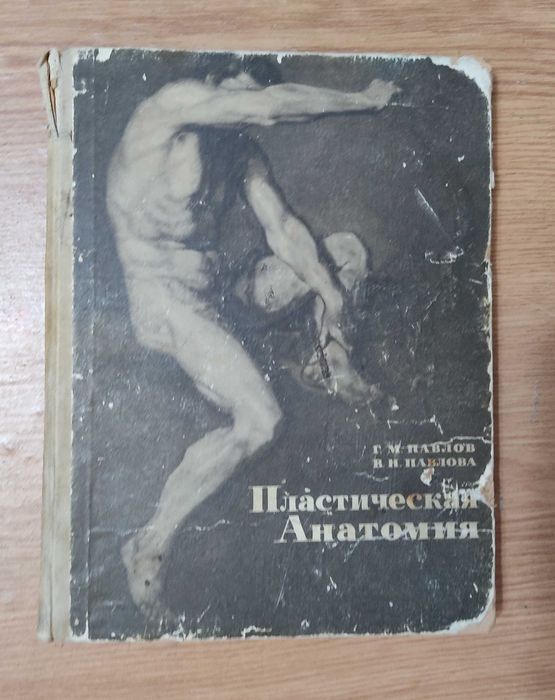 Г. М. ПАВЛОВ
В. Н. ПАВЛОВА
Пластическая
Анатомия